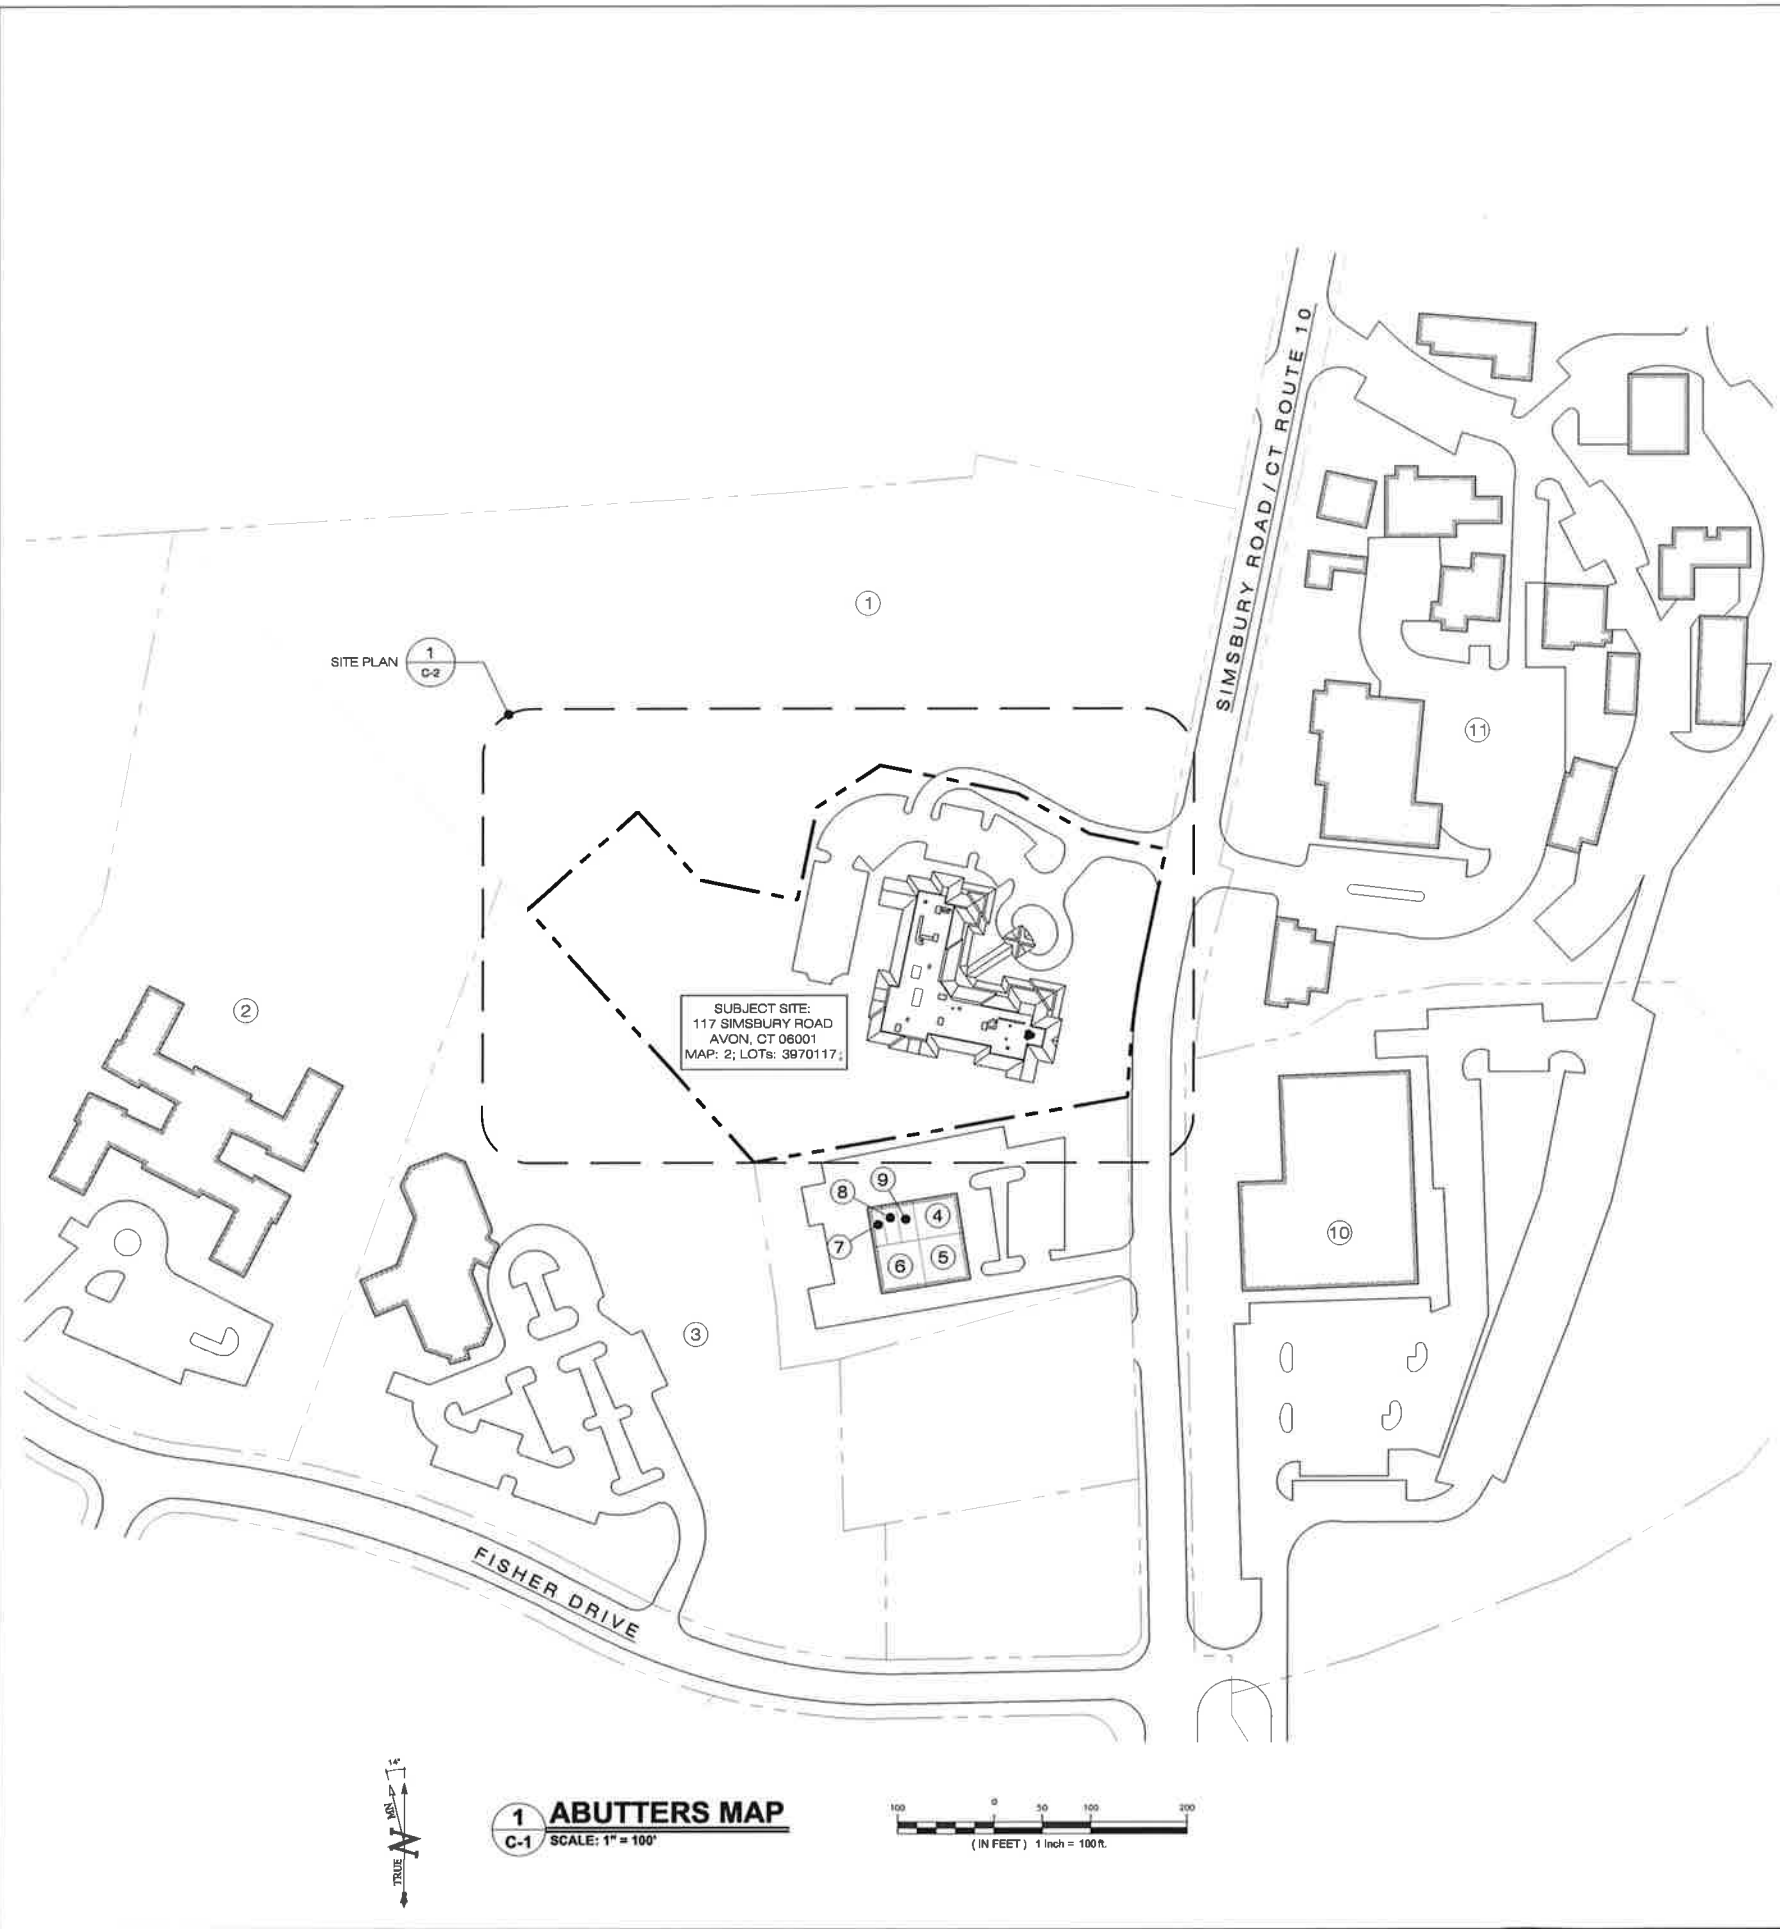 SIMSBURY ROAD / CT ROUTE 10
1
SITE PLAN
1
C-2
11
SUBJECT SITE:
117 SIMSBURY ROAD
AVON, CT 06001
MAP: 2; LOTs: 3970117;
2
9
8
4
7
6
5
10
3
FISHER DRIVE
14°
MN
TRUE
N
1
C-1
ABUTTERS MAP
SCALE: 1" = 100'
100
0
50
100
200
( IN FEET ) 1 inch = 100 ft.